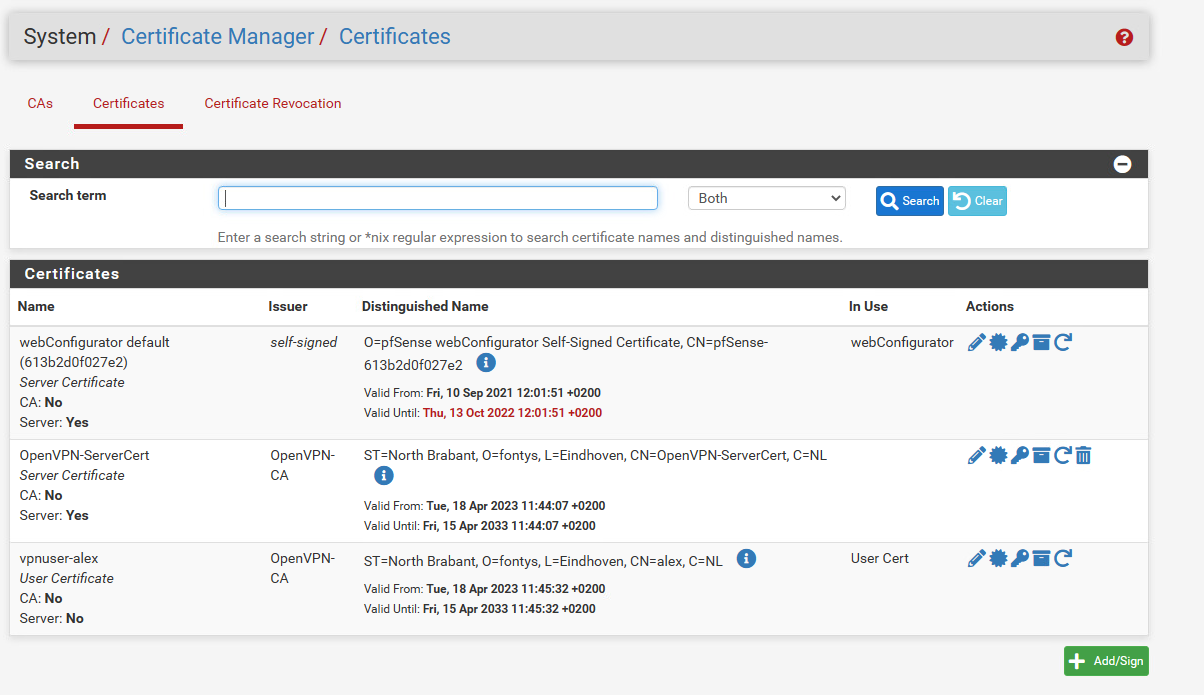 System / Certificate Manager / Certificates
CAs Certificates Certificate Revocation
Search
Search term Both Search Clear
Enter a search string or *nix regular expression to search certificate names and distinguished names.
Certificates
Name Issuer Distinguished Name In Use Actions
webConfigurator default
(613b2d0f027e2)
Server Certificate
CA: No
Server: Yes
self-signed
O=pfSense webConfigurator Self-Signed Certificate, CN=pfSense-
613b2d0f027e2
Valid From: Fri, 10 Sep 2021 12:01:51 +0200
Valid Until: Thu, 13 Oct 2022 12:01:51 +0200
webConfigurator
OpenVPN-ServerCert
Server Certificate
CA: No
Server: Yes
OpenVPN-
CA
ST=North Brabant, O=fontys, L=Eindhoven, CN=OpenVPN-ServerCert, C=NL
Valid From: Tue, 18 Apr 2023 11:44:07 +0200
Valid Until: Fri, 15 Apr 2033 11:44:07 +0200
vpnuser-alex
User Certificate
CA: No
Server: No
OpenVPN-
CA
ST=North Brabant, O=fontys, L=Eindhoven, CN=alex, C=NL
Valid From: Tue, 18 Apr 2023 11:45:32 +0200
Valid Until: Fri, 15 Apr 2033 11:45:32 +0200
User Cert
Add/Sign